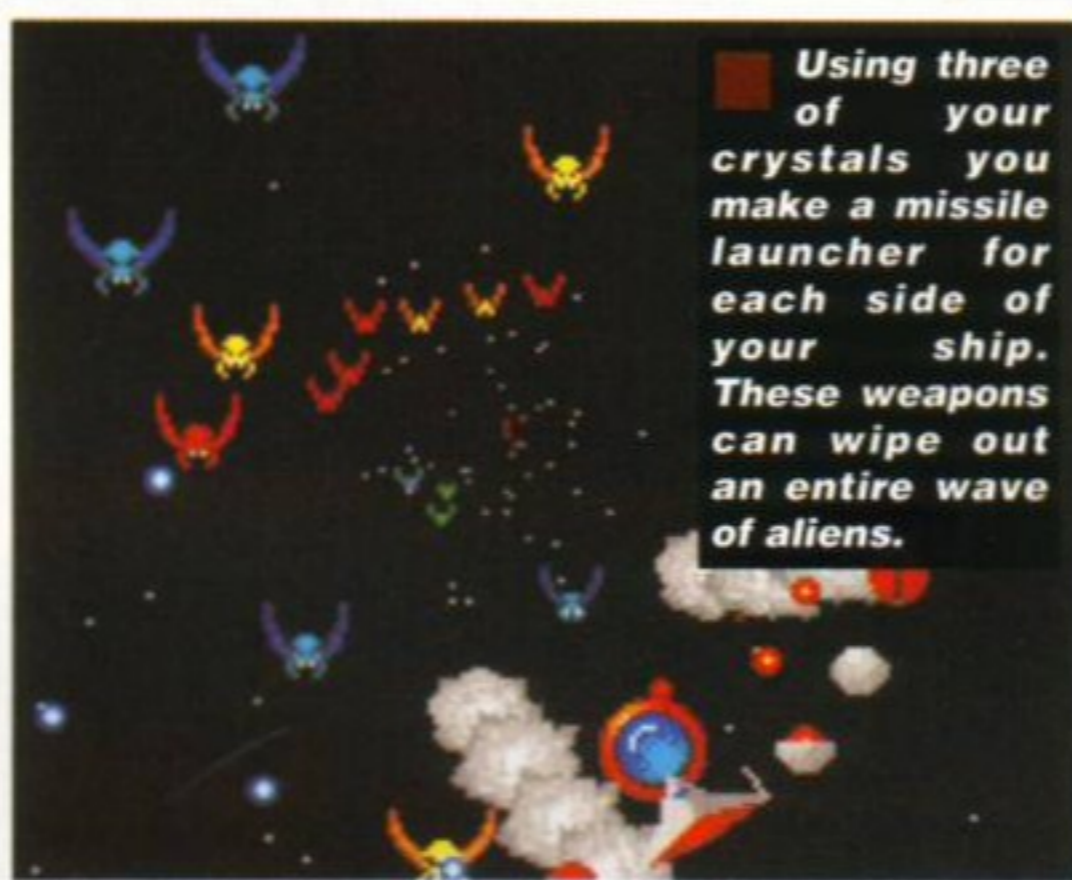 Using three
of your
crystals you
make a missile
launcher for
each side of
your ship.
These weapons
can wipe out
an entire wave
of aliens.